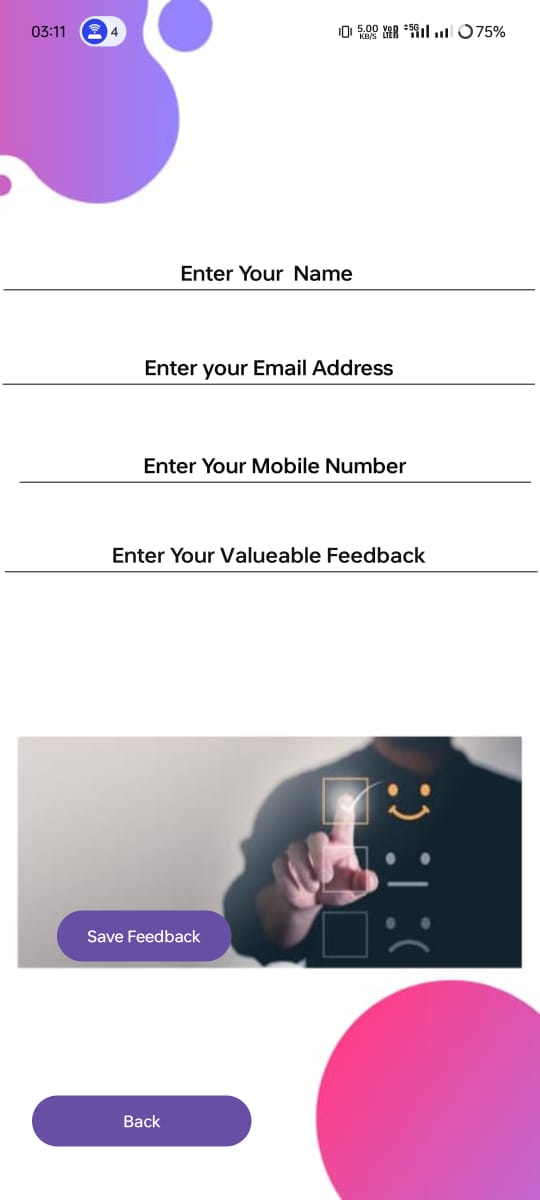 03:11 4 5.00 KB/S VoD LTE 5G 75%
Enter Your  Name
Enter your Email Address
Enter Your Mobile Number
Enter Your Valueable Feedback
Save Feedback
Back